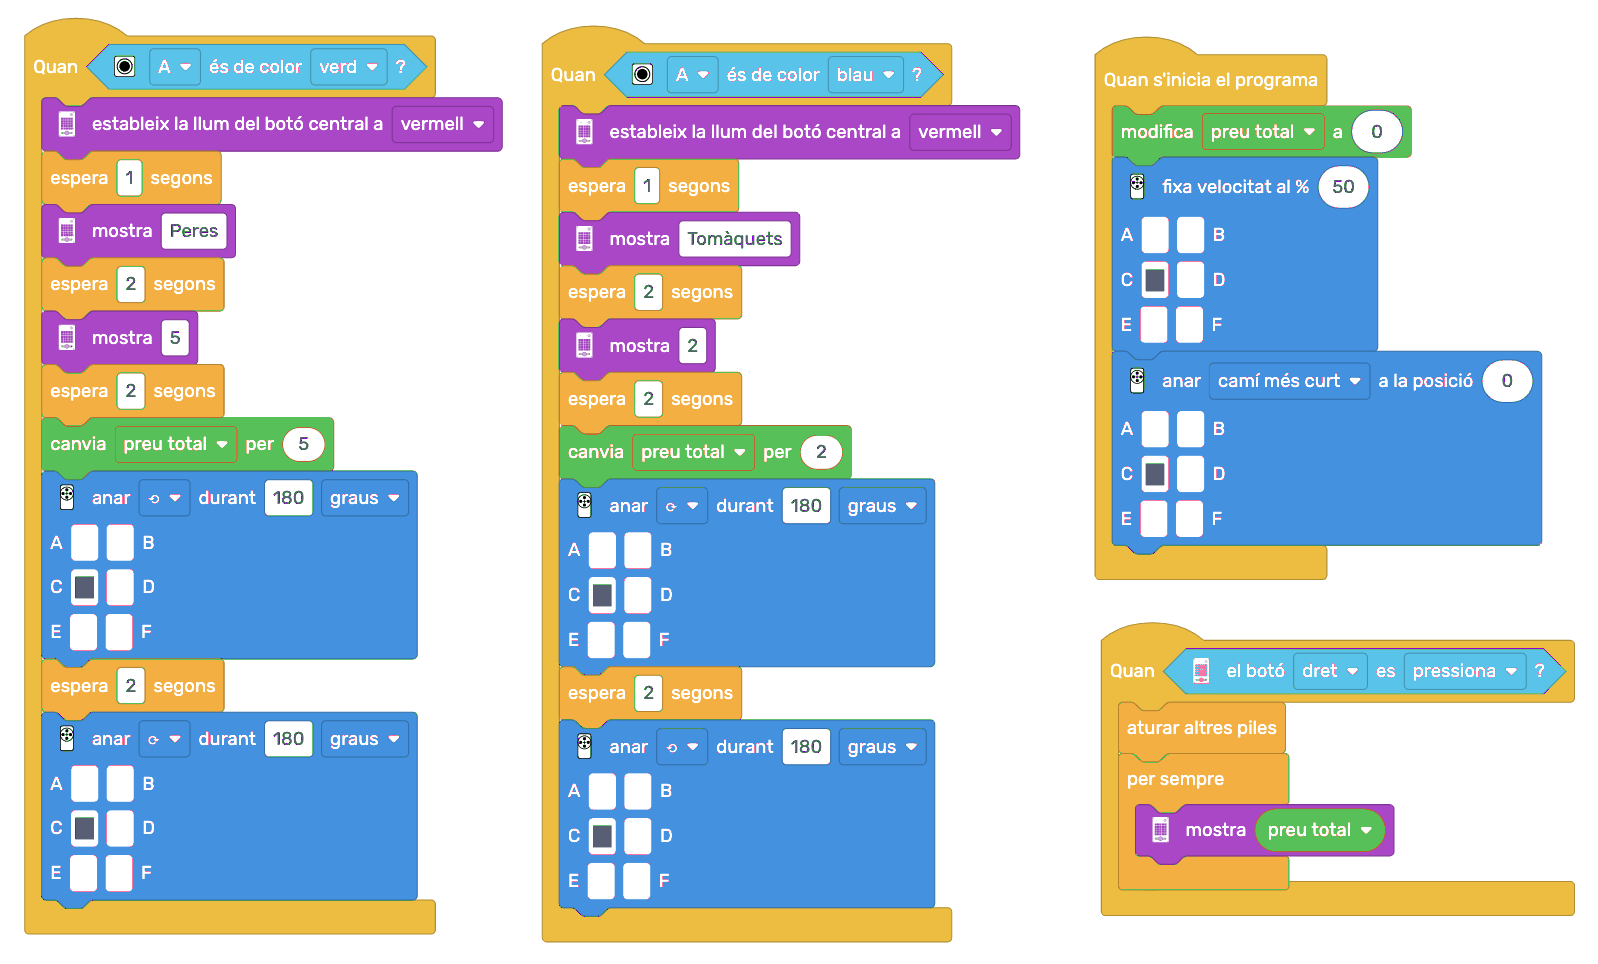 Quan A és de color verd ?
estableix la llum del botó central a vermell
espera 1 segons
mostra Peres
espera 2 segons
mostra 5
espera 2 segons
canvia preu total per 5
anar durant 180 graus
A B
C D
E F
espera 2 segons
anar durant 180 graus
A B
C D
E F
Quan A és de color blau ?
estableix la llum del botó central a vermell
espera 1 segons
mostra Tomàquets
espera 2 segons
mostra 2
espera 2 segons
canvia preu total per 2
anar durant 180 graus
A B
C D
E F
espera 2 segons
anar durant 180 graus
A B
C D
E F
Quan s'inicia el programa
modifica preu total a 0
fixa velocitat al % 50
A B
C D
E F
anar camí més curt a la posició 0
A B
C D
E F
Quan el botó dret es pressiona ?
aturar altres piles
per sempre
mostra preu total